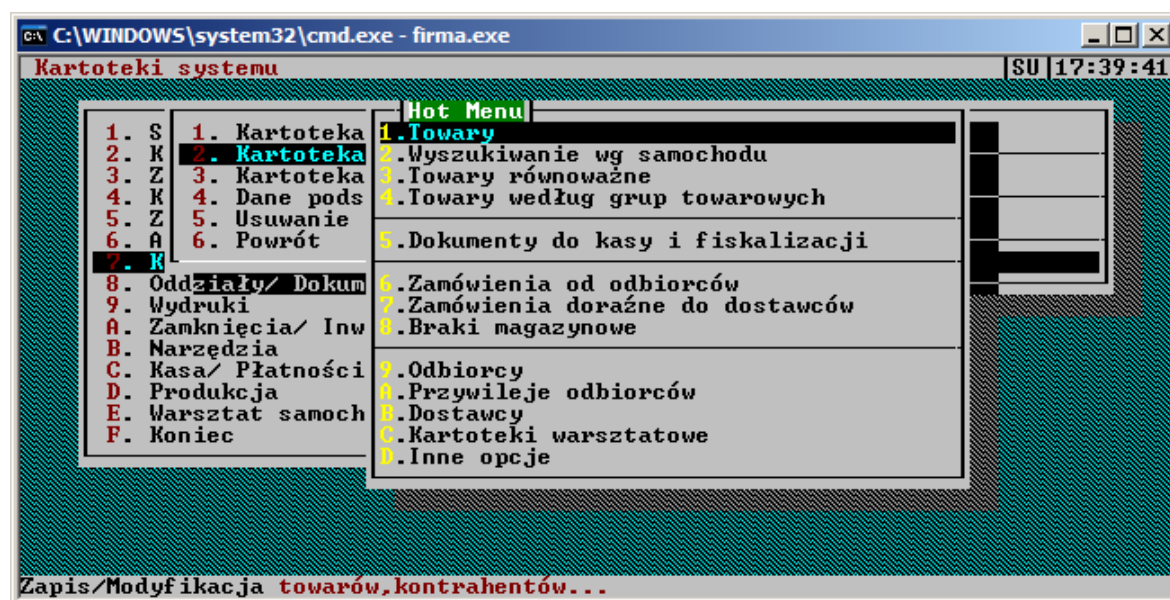 C:\WINDOWS\system32\cmd.exe - firma.exe
Kartoteki systemu |SU|17:39:41
Hot Menu
1. S
2. K
3. Z
4. K
5. Z
6. A
7. K
8. Oddziały/ Dokum
9. Wydruki
A. Zamknięcia/ Inw
B. Narzędzia
C. Kasa/ Płatności
D. Produkcja
E. Warsztat samoch
F. Koniec
1. Kartoteka
2. Kartoteka
3. Kartoteka
4. Dane pods
5. Usuwanie
6. Powrót
1.Towary
2.Wyszukiwanie wg samochodu
3.Towary równoważne
4.Towary według grup towarowych
5.Dokumenty do kasy i fiskalizacji
6.Zamówienia od odbiorców
7.Zamówienia doraźne do dostawców
8.Braki magazynowe
9.Odbiorcy
A.Przywileje odbiorców
B.Dostawcy
C.Kartoteki warsztatowe
D.Inne opcje
Zapis/Modyfikacja towarów,kontrahentów...